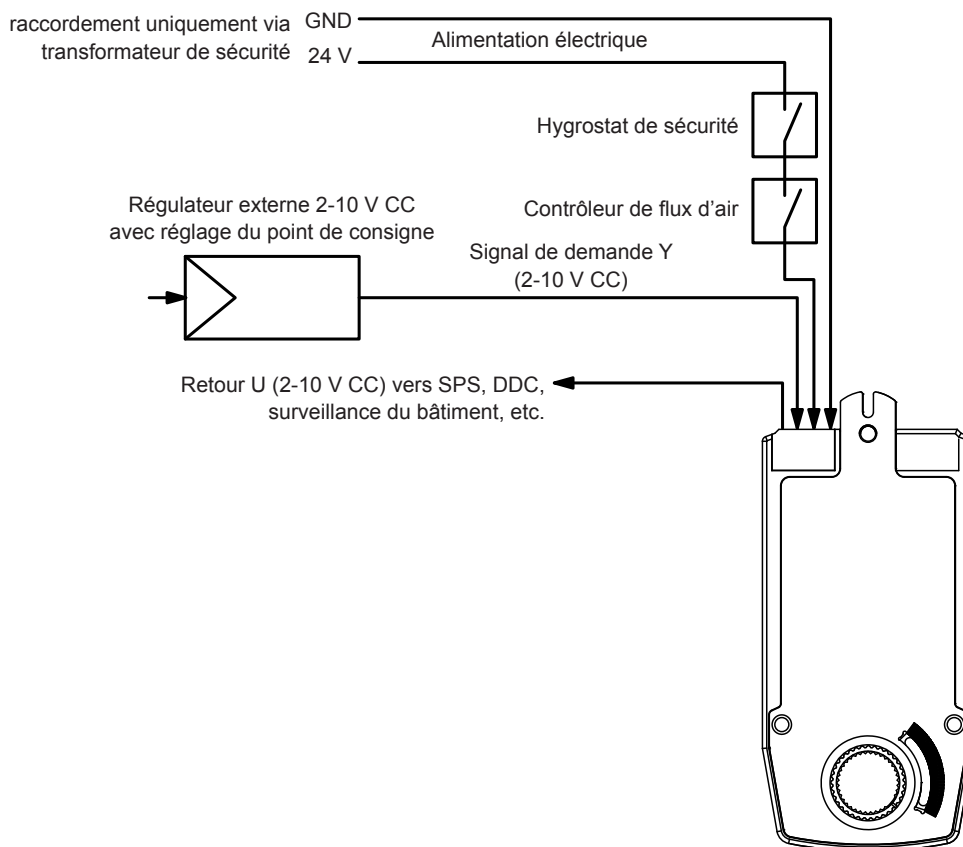 raccordement uniquement via
transformateur de sécurité
GND
24 V
Alimentation électrique
Hygrostat de sécurité
Contrôleur de flux d’air
Régulateur externe 2-10 V CC
avec réglage du point de consigne
Signal de demande Y
(2-10 V CC)
Retour U (2-10 V CC) vers SPS, DDC,
surveillance du bâtiment, etc.